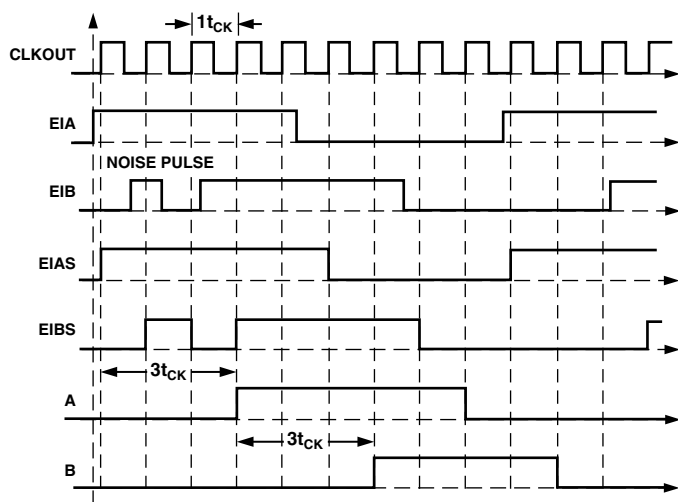 1tCK
CLKOUT
EIA
NOISE PULSE
EIB
EIAS
EIBS
3tCK
A
3tCK
B